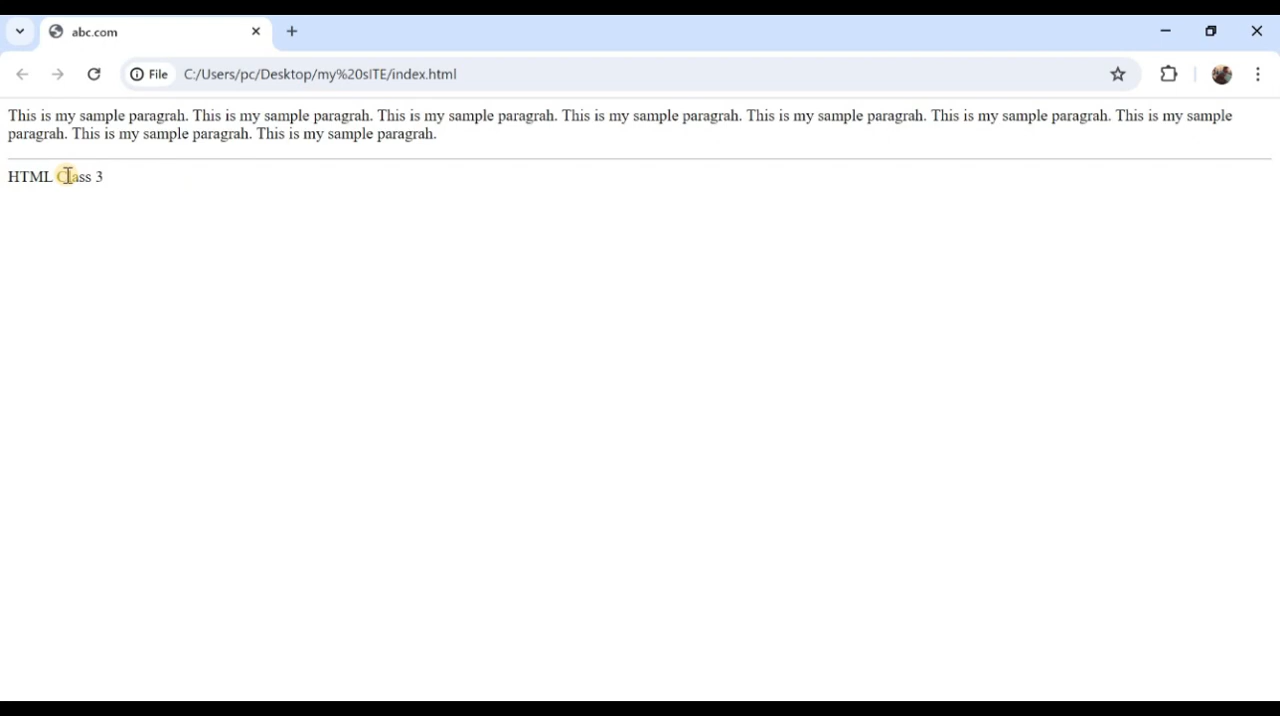 abc.com
File C:/Users/pc/Desktop/my%20sITE/index.html
This is my sample paragrah. This is my sample paragrah. This is my sample paragrah. This is my sample paragrah. This is my sample paragrah. This is my sample paragrah. This is my sample
paragrah. This is my sample paragrah. This is my sample paragrah.
HTML Class 3